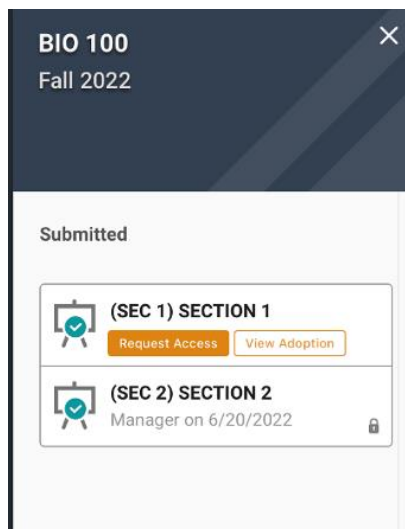 BIO 100
Fall 2022
Submitted
(SEC 1) SECTION 1
Request Access View Adoption
(SEC 2) SECTION 2
Manager on 6/20/2022